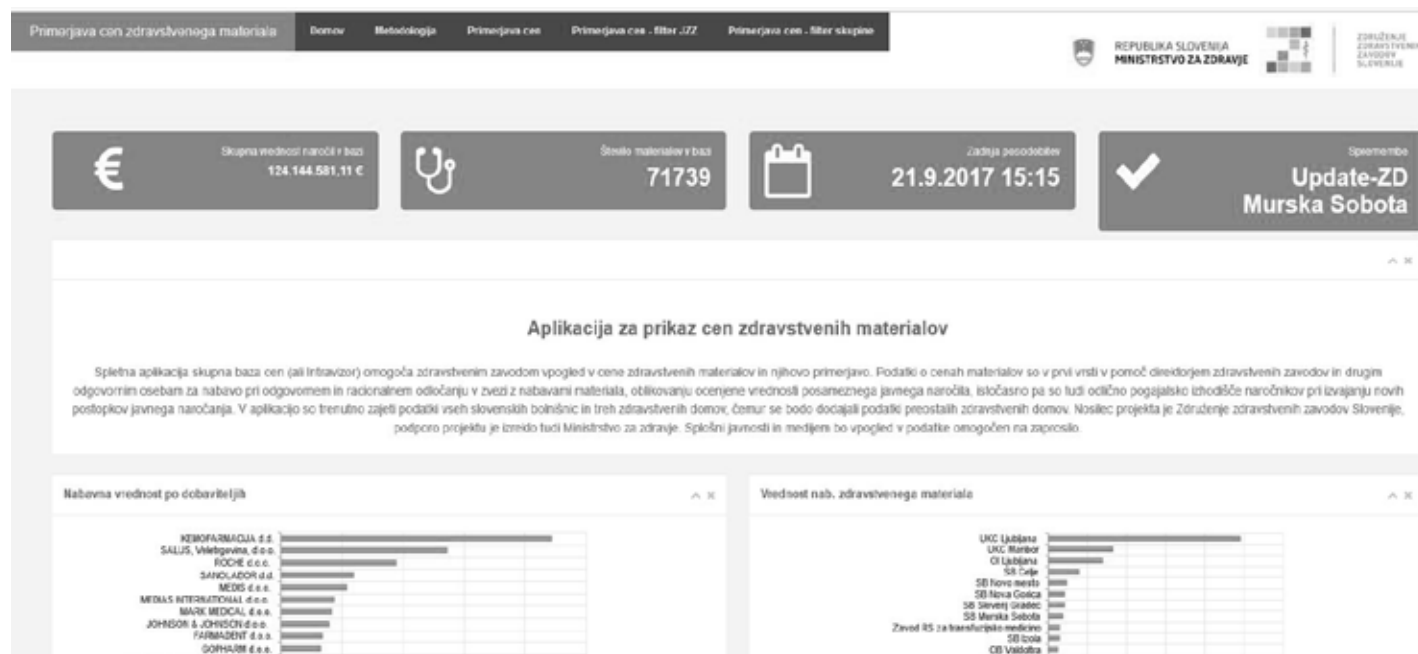 Primerjava cen zdravstvenega materiala
Domov
Metodologija
Primerjava cen
Primerjava cen - filter JZZ
Primerjava cen - filter skupine
REPUBLIKA SLOVENIJA
MINISTRSTVO ZA ZDRAVJE
ZDRUŽENJE
ZDRAVSTVENIH
ZAVODOV
SLOVENIJE
Skupna vrednost naročil v bazi
124.144.581,11 €
Število materialov v bazi
71739
Zadnja posodobitev
21.9.2017 15:15
Spremembe
Update-ZD
Murska Sobota
Aplikacija za prikaz cen zdravstvenih materialov
Spletna aplikacija skupna baza cen (ali Intravizor) omogoča zdravstvenim zavodom vpogled v cene zdravstvenih materialov in njihovo primerjavo. Podatki o cenah materialov so v prvi vrsti v pomoč direktorjem zdravstvenih zavodov in drugim
odgovornim osebam za nabavo pri odgovornem in racionalnem odločanju v zvezi z nabavami materiala, oblikovanju ocenjene vrednosti posameznega javnega naročila, istočasno pa so tudi odlično pogajalsko izhodišče naročnikov pri izvajanju novih
postopkov javnega naročanja. V aplikacijo so trenutno zajeti podatki vseh slovenskih bolnišnic in treh zdravstvenih domov, čemur se bodo dodajali podatki preostalih zdravstvenih domov. Nosilec projekta je Združenje zdravstvenih zavodov Slovenije,
podporo projektu je izreklo tudi Ministrstvo za zdravje. Splošni javnosti in medijem bo vpogled v podatke omogočen na zaprosilo.
Nabavna vrednost po dobaviteljih
KEMOFARMACIJA d.d.
SALUS, Veletrgovina, d.o.o.
ROCHE d.o.o.
SANOLABOR d.d.
MEDIS d.o.o.
MEDIAS INTERNATIONAL d.o.o.
MARK MEDICAL d.o.o.
JOHNSON & JOHNSON d.o.o.
FARMADENT d.o.o.
GOPHARM d.o.o.
Vrednost nab. zdravstvenega materiala
UKC Ljubljana
UKC Maribor
OI Ljubljana
SB Celje
SB Novo mesto
SB Nova Gorica
SB Slovenj Gradec
SB Murska Sobota
Zavod RS za transfuzijsko medicino
SB Izola
OB Valdoltra